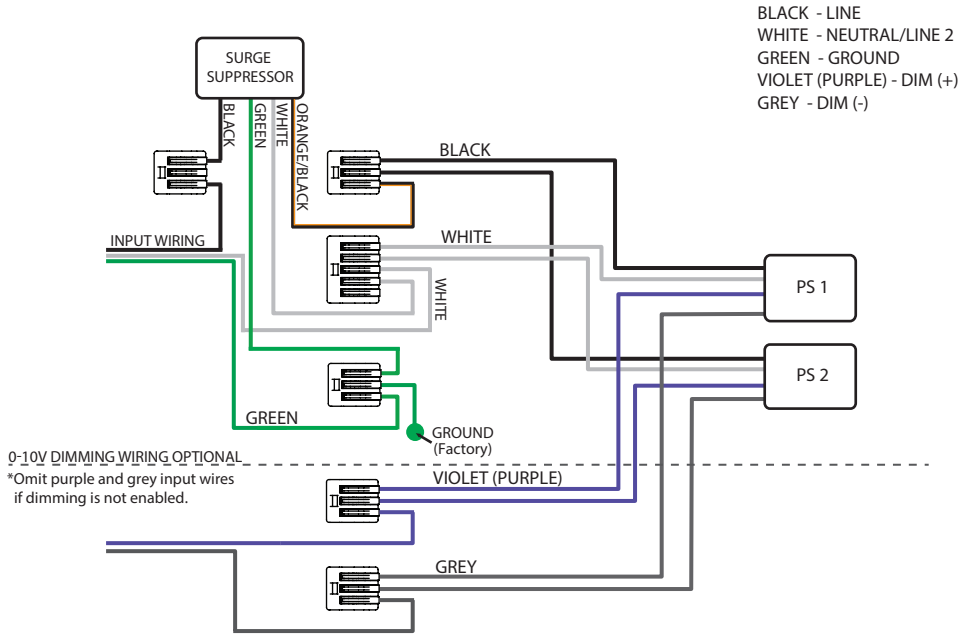 BLACK - LINE
WHITE - NEUTRAL/LINE 2
GREEN - GROUND
VIOLET (PURPLE) - DIM (+)
GREY - DIM (-)
SURGE
SUPPRESSOR
BLACK
GREEN
WHITE
ORANGE/BLACK
BLACK
INPUT WIRING
WHITE
WHITE
PS 1
PS 2
GREEN
GROUND
(Factory)
0-10V DIMMING WIRING OPTIONAL
*Omit purple and grey input wires
if dimming is not enabled.
VIOLET (PURPLE)
GREY